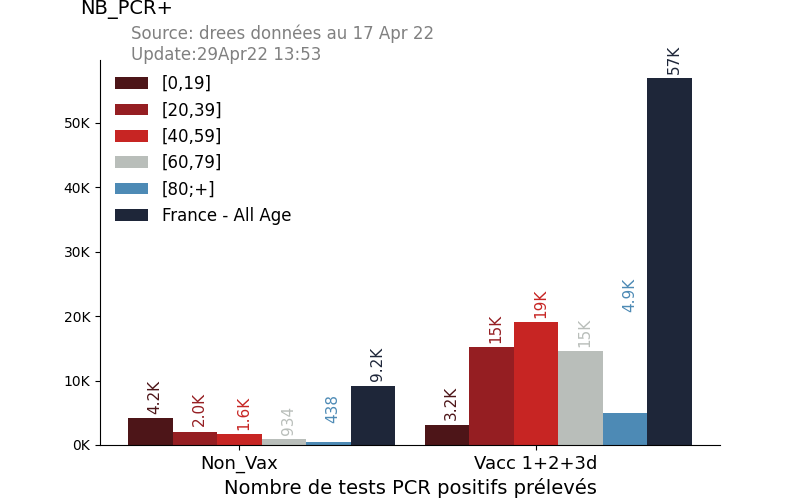 NB_PCR+
Source: drees données au 17 Apr 22
Update:29Apr22 13:53
[0,19]
[20,39]
[40,59]
[60,79]
[80;+]
France - All Age
50K
40K
30K
20K
10K
0K
4.2K
2.0K
1.6K
934
438
9.2K
3.2K
15K
19K
15K
4.9K
57K
Non_Vax
Vacc 1+2+3d
Nombre de tests PCR positifs prélevés